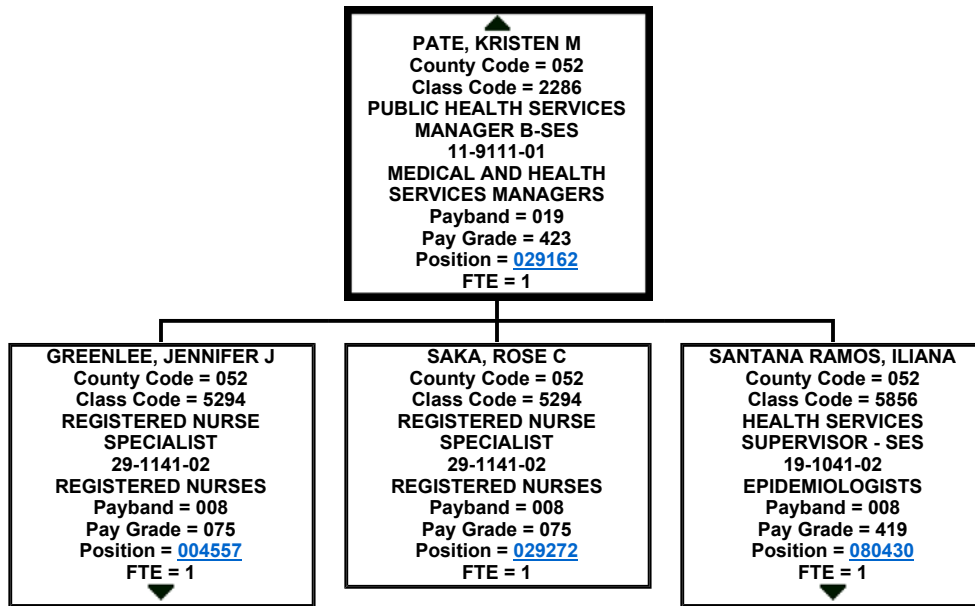 PATE, KRISTEN M
County Code = 052
Class Code = 2286
PUBLIC HEALTH SERVICES
MANAGER B-SES
11-9111-01
MEDICAL AND HEALTH
SERVICES MANAGERS
Payband = 019
Pay Grade = 423
Position = 029162
FTE = 1
GREENLEE, JENNIFER J
County Code = 052
Class Code = 5294
REGISTERED NURSE
SPECIALIST
29-1141-02
REGISTERED NURSES
Payband = 008
Pay Grade = 075
Position = 004557
FTE = 1
SAKA, ROSE C
County Code = 052
Class Code = 5294
REGISTERED NURSE
SPECIALIST
29-1141-02
REGISTERED NURSES
Payband = 008
Pay Grade = 075
Position = 029272
FTE = 1
SANTANA RAMOS, ILIANA
County Code = 052
Class Code = 5856
HEALTH SERVICES
SUPERVISOR - SES
19-1041-02
EPIDEMIOLOGISTS
Payband = 008
Pay Grade = 419
Position = 080430
FTE = 1